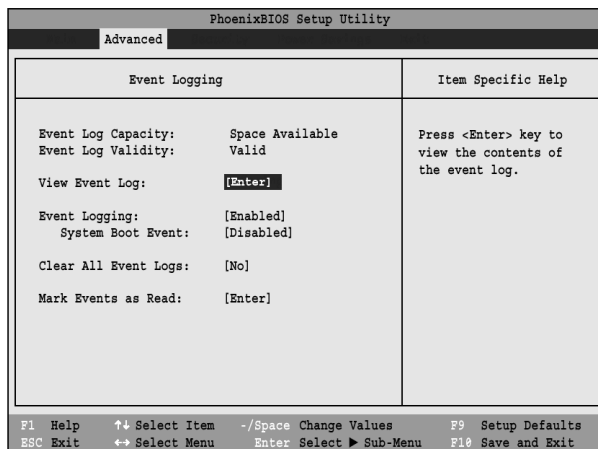 PhoenixBIOS Setup Utility
Advanced
Event Logging
Item Specific Help
Event Log Capacity: Space Available
Event Log Validity: Valid
View Event Log: [Enter]
Event Logging: [Enabled]
System Boot Event: [Disabled]
Clear All Event Logs: [No]
Mark Events as Read: [Enter]
Press <Enter> key to
view the contents of
the event log.
F1 Help ↑↓ Select Item -/Space Change Values F9 Setup Defaults
ESC Exit ←→ Select Menu Enter Select ▶ Sub-Menu F10 Save and Exit